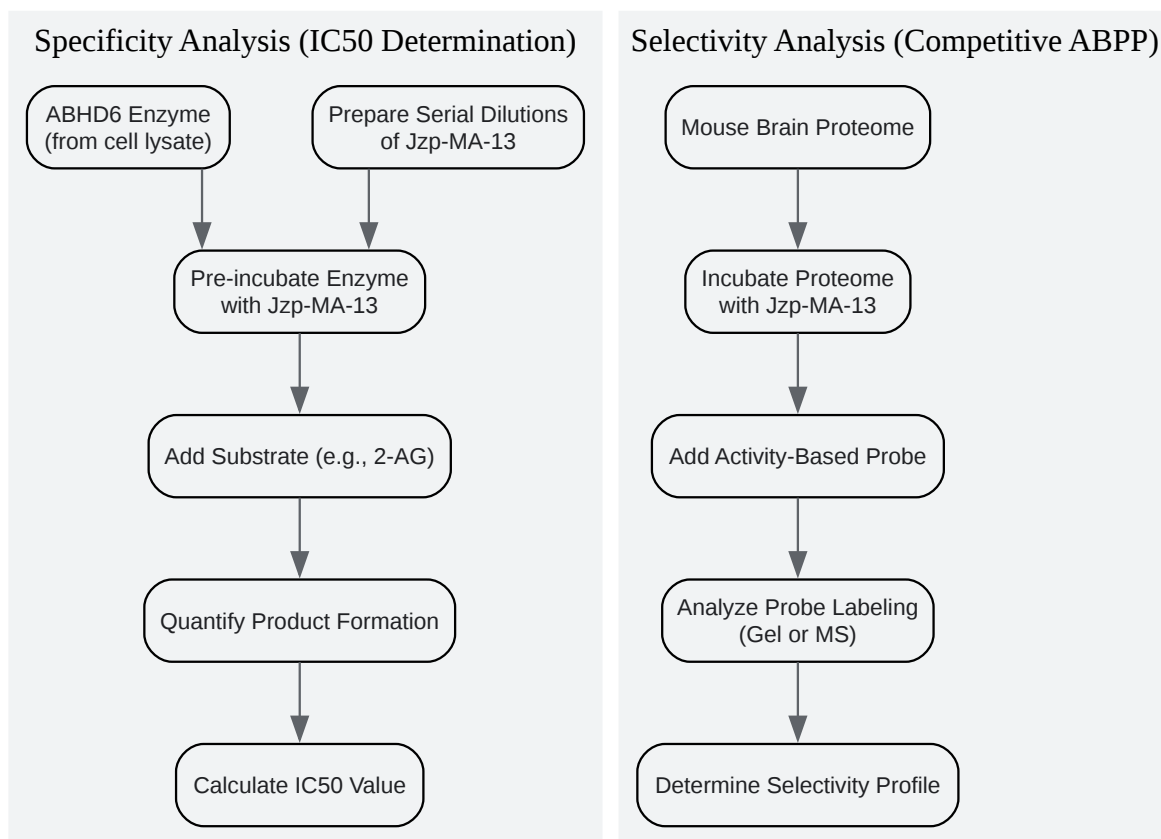 Specificity Analysis (IC50 Determination)
ABHD6 Enzyme
(from cell lysate)
Prepare Serial Dilutions
of Jzp-MA-13
Pre-incubate Enzyme
with Jzp-MA-13
Add Substrate (e.g., 2-AG)
Quantify Product Formation
Calculate IC50 Value
Selectivity Analysis (Competitive ABPP)
Mouse Brain Proteome
Incubate Proteome
with Jzp-MA-13
Add Activity-Based Probe
Analyze Probe Labeling
(Gel or MS)
Determine Selectivity Profile